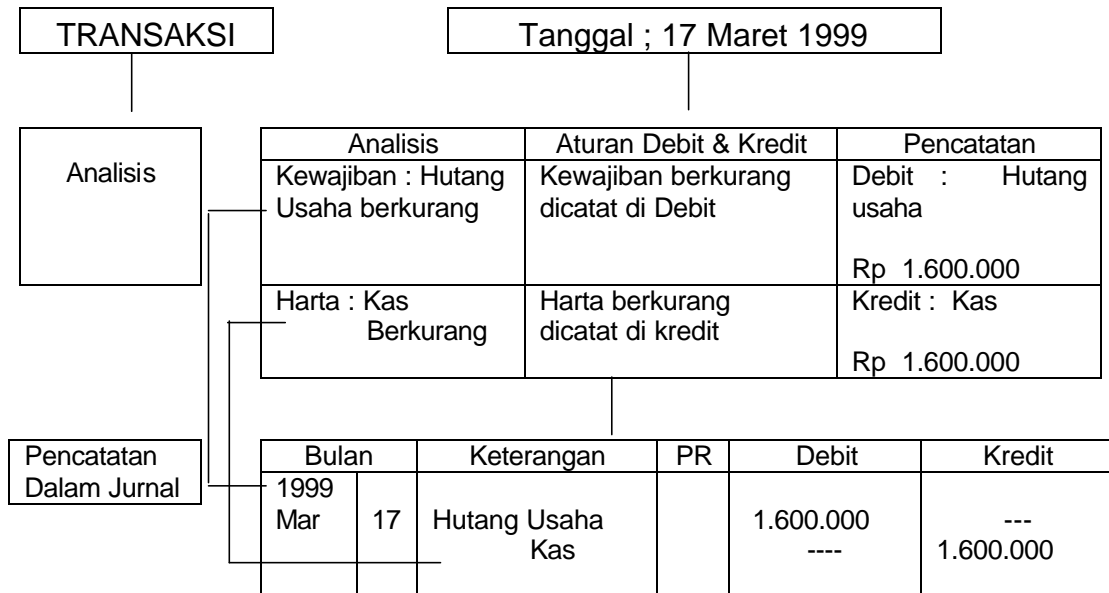 TRANSAKSI
Tanggal ; 17 Maret 1999
Analisis
Analisis
Aturan Debit & Kredit
Pencatatan
Kewajiban : Hutang
Usaha berkurang
Kewajiban berkurang
dicatat di Debit
Debit : Hutang
usaha
Rp 1.600.000
Harta : Kas
Berkurang
Harta berkurang
dicatat di kredit
Kredit : Kas
Rp 1.600.000
Pencatatan
Dalam Jurnal
Bulan Keterangan PR Debit Kredit
1999
Mar 17 Hutang Usaha 1.600.000 ---
Kas ---- 1.600.000